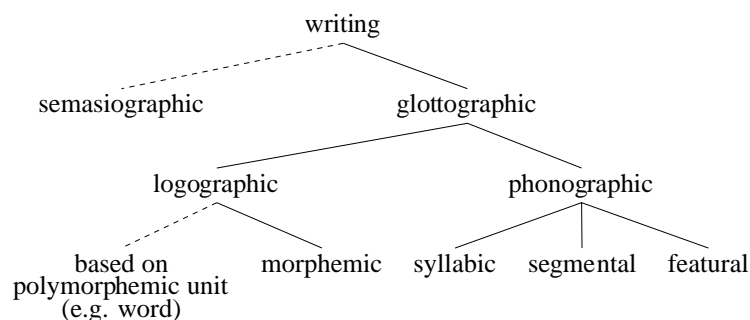 writing
semasiographic glottographic
logographic phonographic
based on polymorphemic unit (e.g. word) morphemic syllabic segmental featural